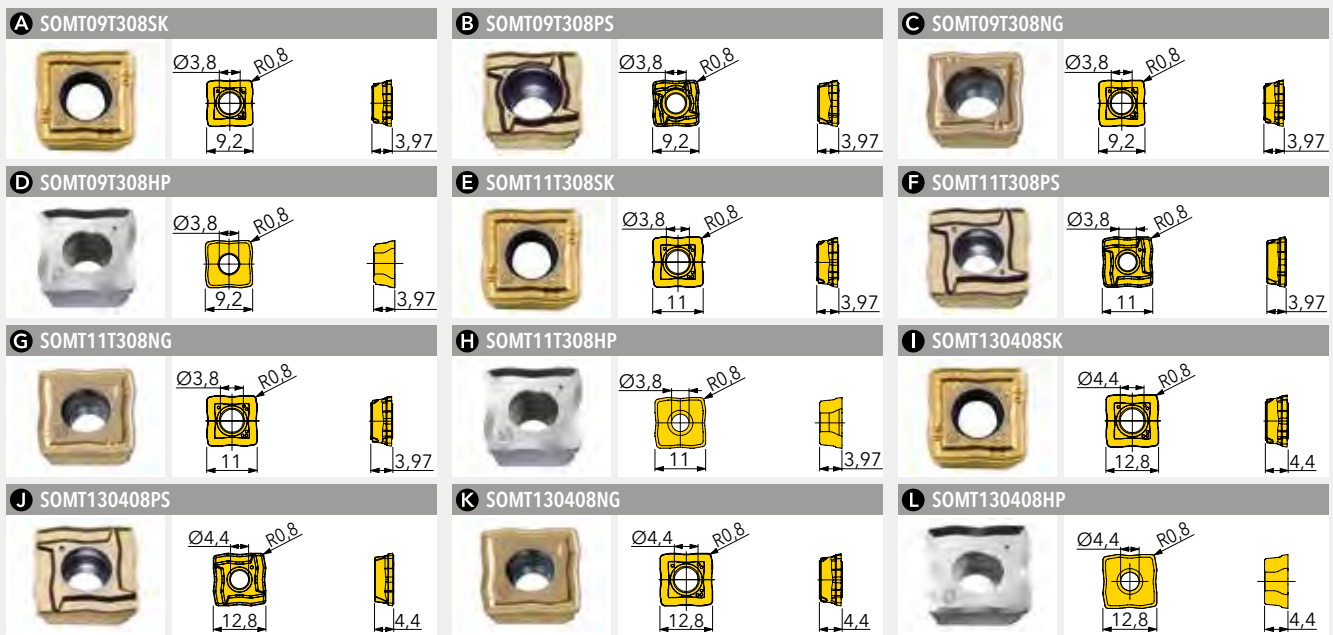 A SOMT09T308SK
Ø3,8
R0,8
9,2
3,97
B SOMT09T308PS
Ø3,8
R0,8
9,2
3,97
C SOMT09T308NG
Ø3,8
R0,8
9,2
3,97
D SOMT09T308HP
Ø3,8
R0,8
9,2
3,97
E SOMT11T308SK
Ø3,8
R0,8
11
3,97
F SOMT11T308PS
Ø3,8
R0,8
11
3,97
G SOMT11T308NG
Ø3,8
R0,8
11
3,97
H SOMT11T308HP
Ø3,8
R0,8
11
3,97
I SOMT130408SK
Ø4,4
R0,8
12,8
4,4
J SOMT130408PS
Ø4,4
R0,8
12,8
4,4
K SOMT130408NG
Ø4,4
R0,8
12,8
4,4
L SOMT130408HP
Ø4,4
R0,8
12,8
4,4